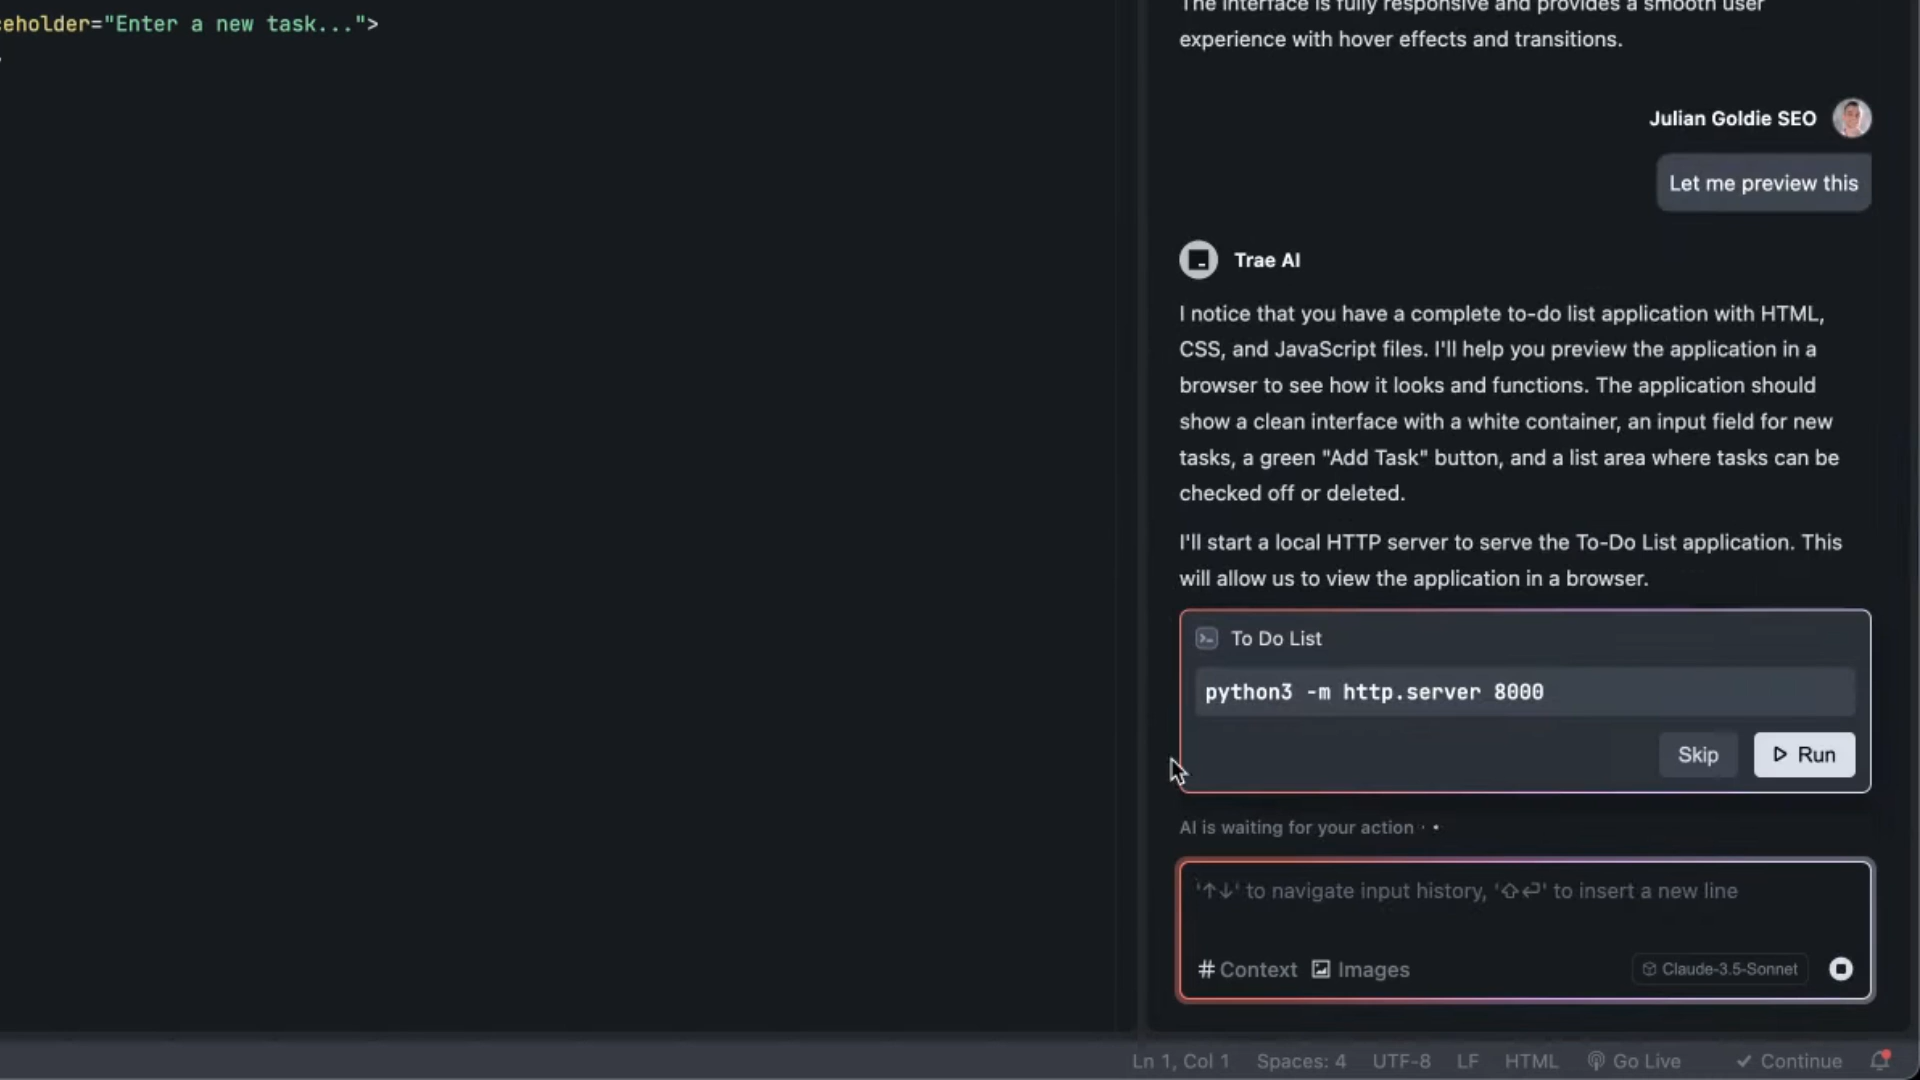 eholder="Enter a new task...">
The interface is fully responsive and provides a smooth user
experience with hover effects and transitions.
Julian Goldie SEO
Let me preview this
Trae AI
I notice that you have a complete to-do list application with HTML,
CSS, and JavaScript files. I'll help you preview the application in a
browser to see how it looks and functions. The application should
show a clean interface with a white container, an input field for new
tasks, a green "Add Task" button, and a list area where tasks can be
checked off or deleted.
I'll start a local HTTP server to serve the To-Do List application. This
will allow us to view the application in a browser.
To Do List
python3 -m http.server 8000
Skip
Run
AI is waiting for your action
'↑↓' to navigate input history, '⇧⏎' to insert a new line
# Context Images
Claude-3.5-Sonnet
Ln 1, Col 1 Spaces: 4 UTF-8 LF HTML Go Live ✓ Continue